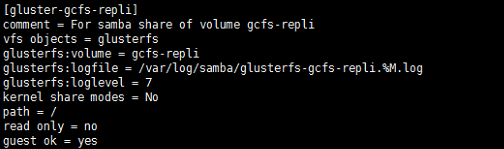 [gluster-gcfs-repli]
comment = For samba share of volume gcfs-repli
vfs objects = glusterfs
glusterfs:volume = gcfs-repli
glusterfs:logfile = /var/log/samba/glusterfs-gcfs-repli.%M.log
glusterfs:loglevel = 7
kernel share modes = No
path = /
read only = no
guest ok = yes